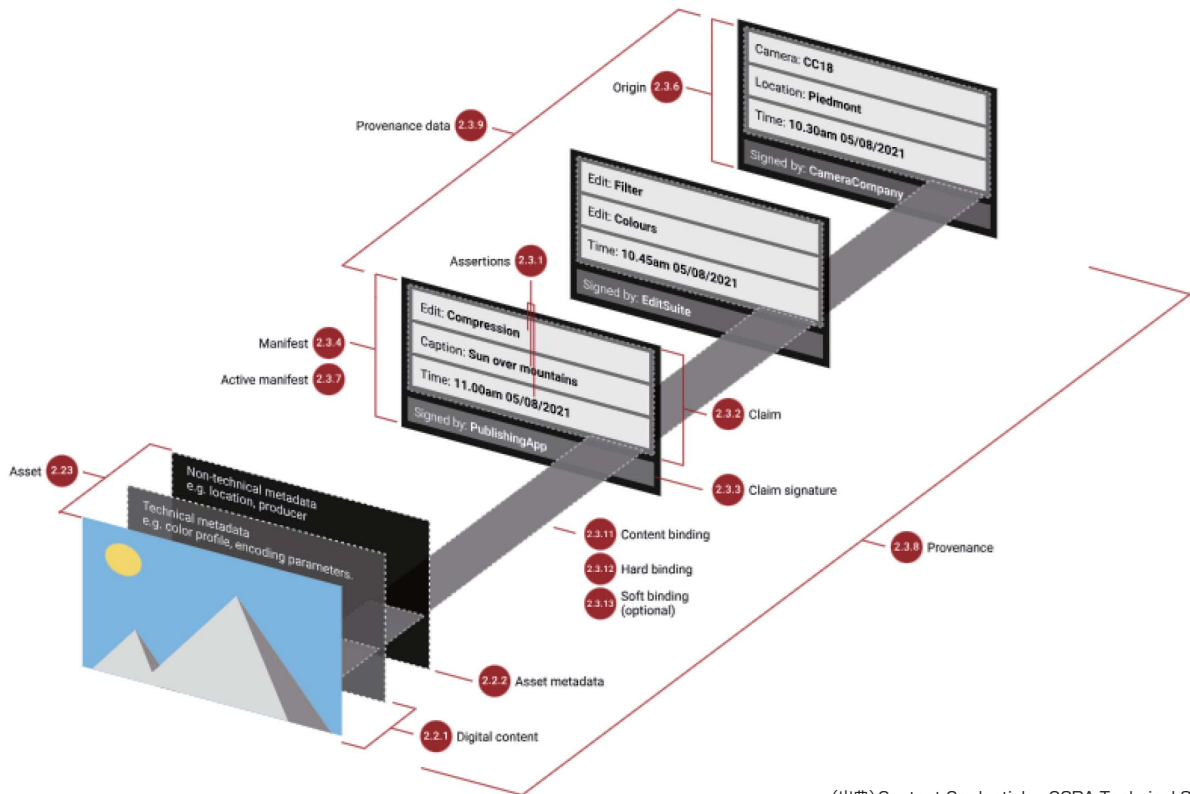 Camera: CC18
Location: Piedmont
Time: 10.30am 05/08/2021
Signed by: CameraCompany
Origin 2.3.6
Provenance data 2.3.9
Edit: Filter
Edit: Colours
Time: 10.45am 05/08/2021
Signed by: EditSuite
Assertions 2.3.1
Edit: Compression
Caption: Sun over mountains
Time: 11.00am 05/08/2021
Signed by: PublishingApp
Manifest 2.3.4
Active manifest 2.3.7
2.3.2 Claim
2.3.3 Claim signature
Asset 2.23
Non-technical metadata
e.g. location, producer
Technical metadata
e.g. color profile, encoding parameters.
2.3.11 Content binding
2.3.12 Hard binding
2.3.13 Soft binding
(optional)
2.3.8 Provenance
2.2.2 Asset metadata
2.2.1 Digital content